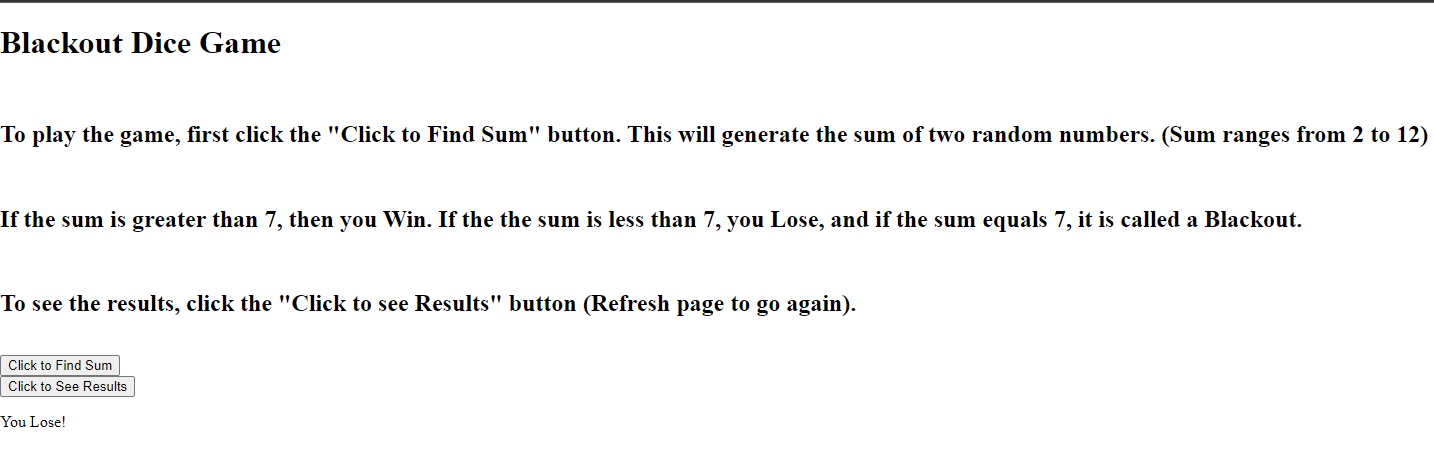 Blackout Dice Game
To play the game, first click the "Click to Find Sum" button. This will generate the sum of two random numbers. (Sum ranges from 2 to 12)
If the sum is greater than 7, then you Win. If the the sum is less than 7, you Lose, and if the sum equals 7, it is called a Blackout.
To see the results, click the "Click to see Results" button (Refresh page to go again).
Click to Find Sum
Click to See Results
You Lose!